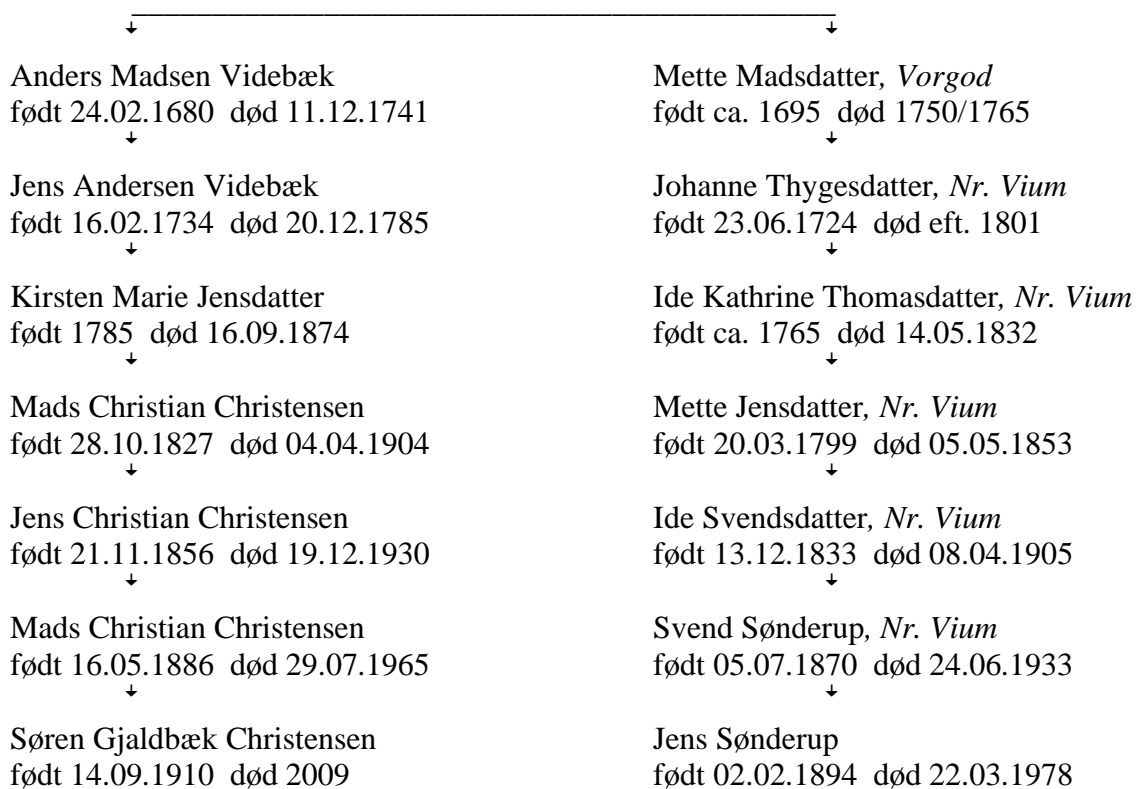 Anders Madsen Videbæk
født 24.02.1680 død 11.12.1741
Mette Madsdatter, Vorgod
født ca. 1695 død 1750/1765
Jens Andersen Videbæk
født 16.02.1734 død 20.12.1785
Johanne Thygesdatter, Nr. Vium
født 23.06.1724 død eft. 1801
Kirsten Marie Jensdatter
født 1785 død 16.09.1874
Ide Kathrine Thomasdatter, Nr. Vium
født ca. 1765 død 14.05.1832
Mads Christian Christensen
født 28.10.1827 død 04.04.1904
Mette Jensdatter, Nr. Vium
født 20.03.1799 død 05.05.1853
Jens Christian Christensen
født 21.11.1856 død 19.12.1930
Ide Svendsdatter, Nr. Vium
født 13.12.1833 død 08.04.1905
Mads Christian Christensen
født 16.05.1886 død 29.07.1965
Svend Sønderup, Nr. Vium
født 05.07.1870 død 24.06.1933
Søren Gjaldbæk Christensen
født 14.09.1910 død 2009
Jens Sønderup
født 02.02.1894 død 22.03.1978